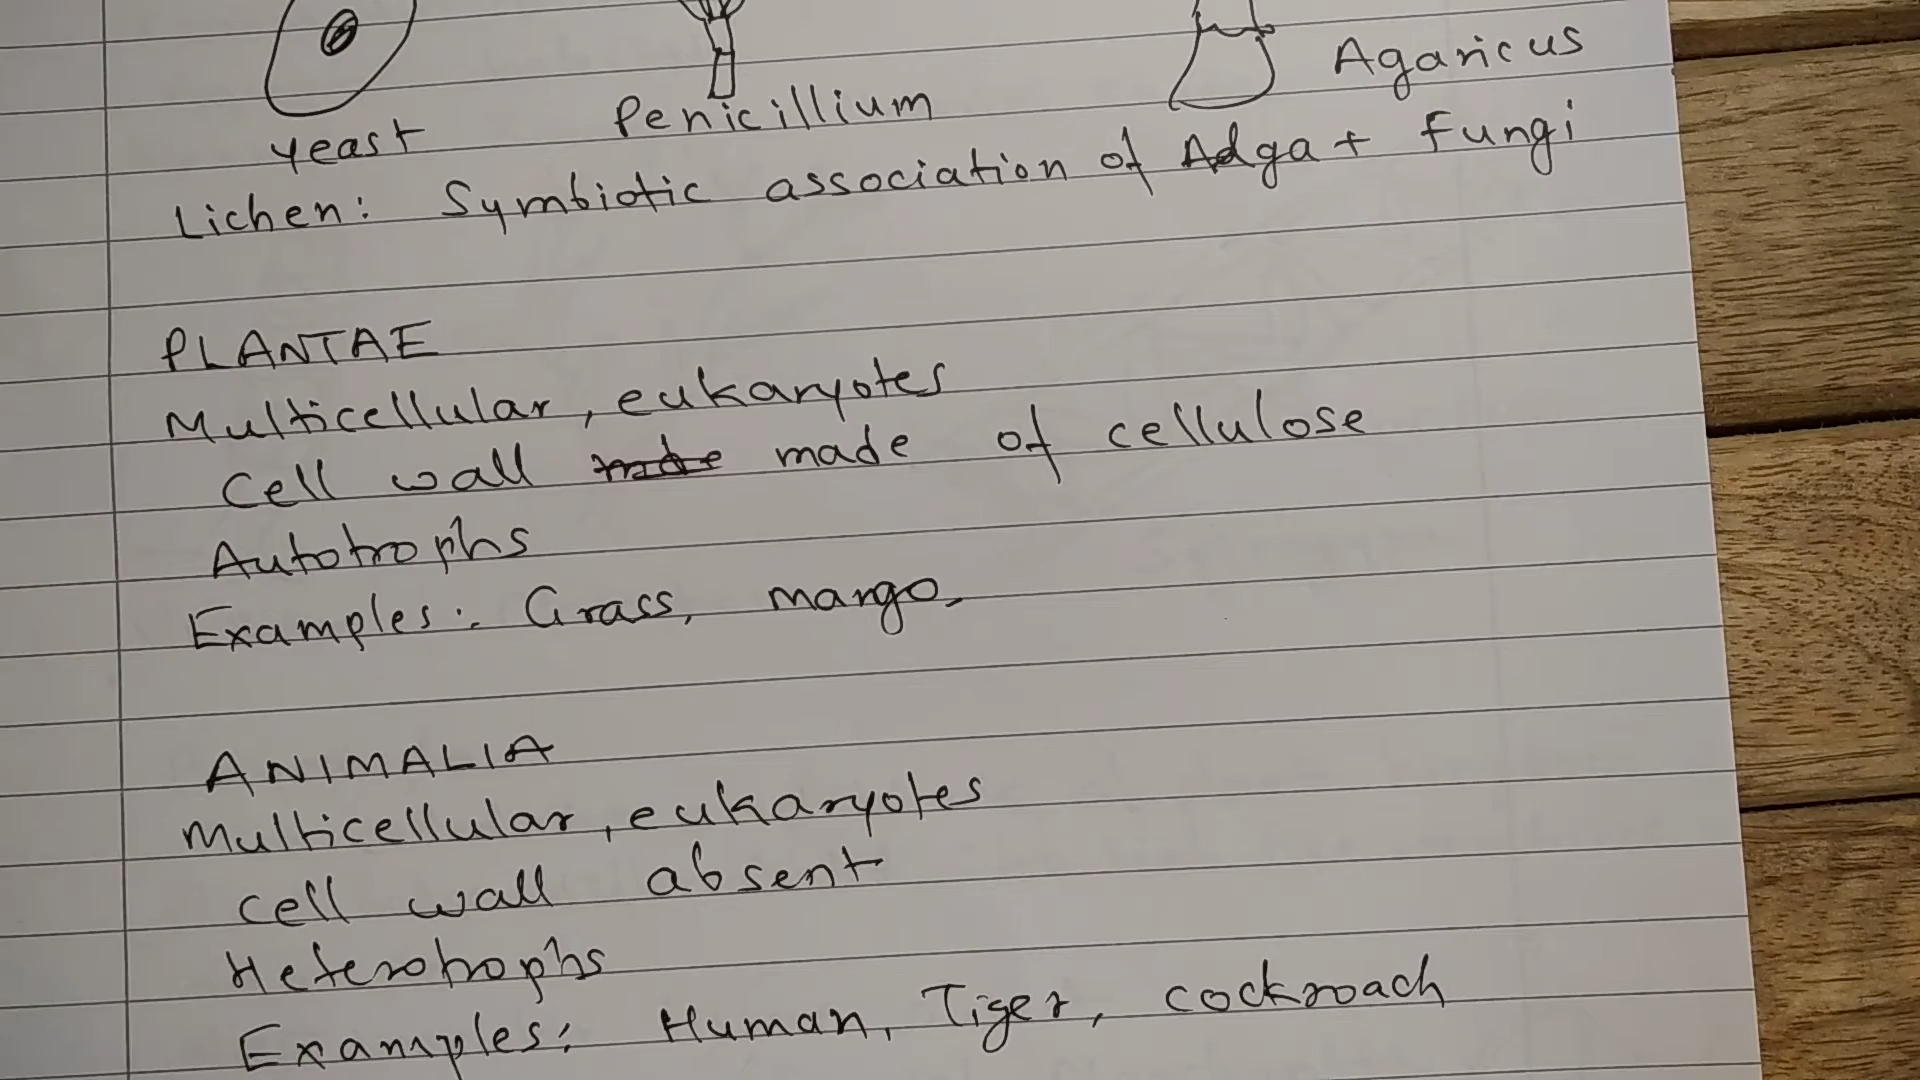 Agaricus
Penicillium
yeast
Lichen: Symbiotic association of Adga + Fungi
PLANTAE
Multicellular, eukaryotes
Cell wall made of cellulose
Autotrophs
Examples: Grass, mango,
ANIMALIA
Multicellular, eukaryotes
Cell wall absent
Heterotrophs
Examples: Human, Tiger, cockroach